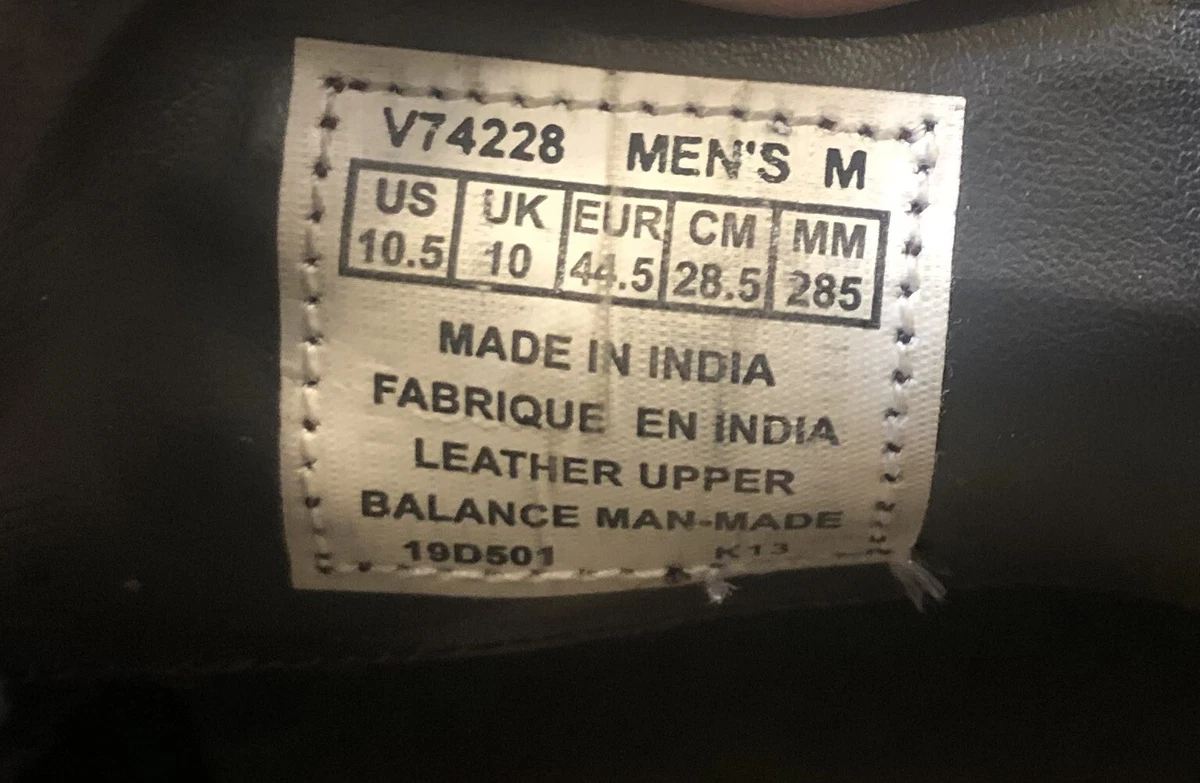 V74228 MEN'S M
US UK EUR CM MM
10.5 10 44.5 28.5 285
MADE IN INDIA
FABRIQUE EN INDIA
LEATHER UPPER
BALANCE MAN-MADE
19D501 K13